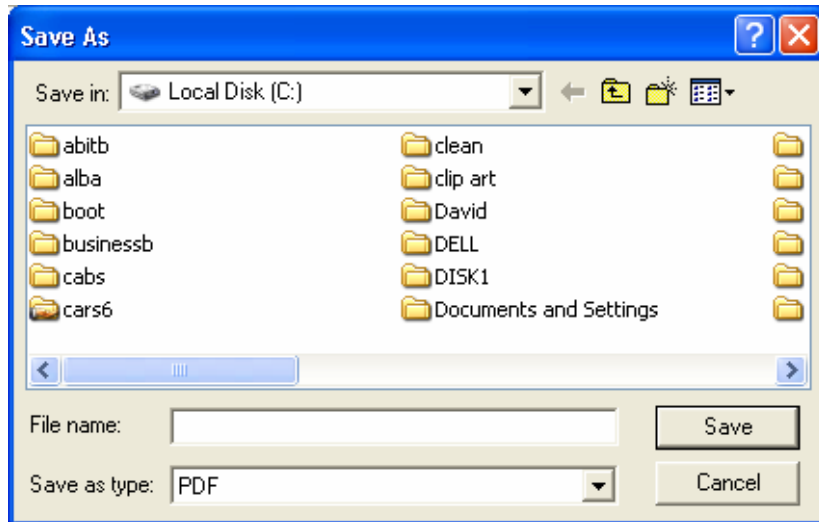 Save As
Save in: Local Disk (C:)
abitb clean
alba clip art
boot David
businessb DELL
cabs DISK1
cars6 Documents and Settings
File name: Save
Save as type: PDF Cancel